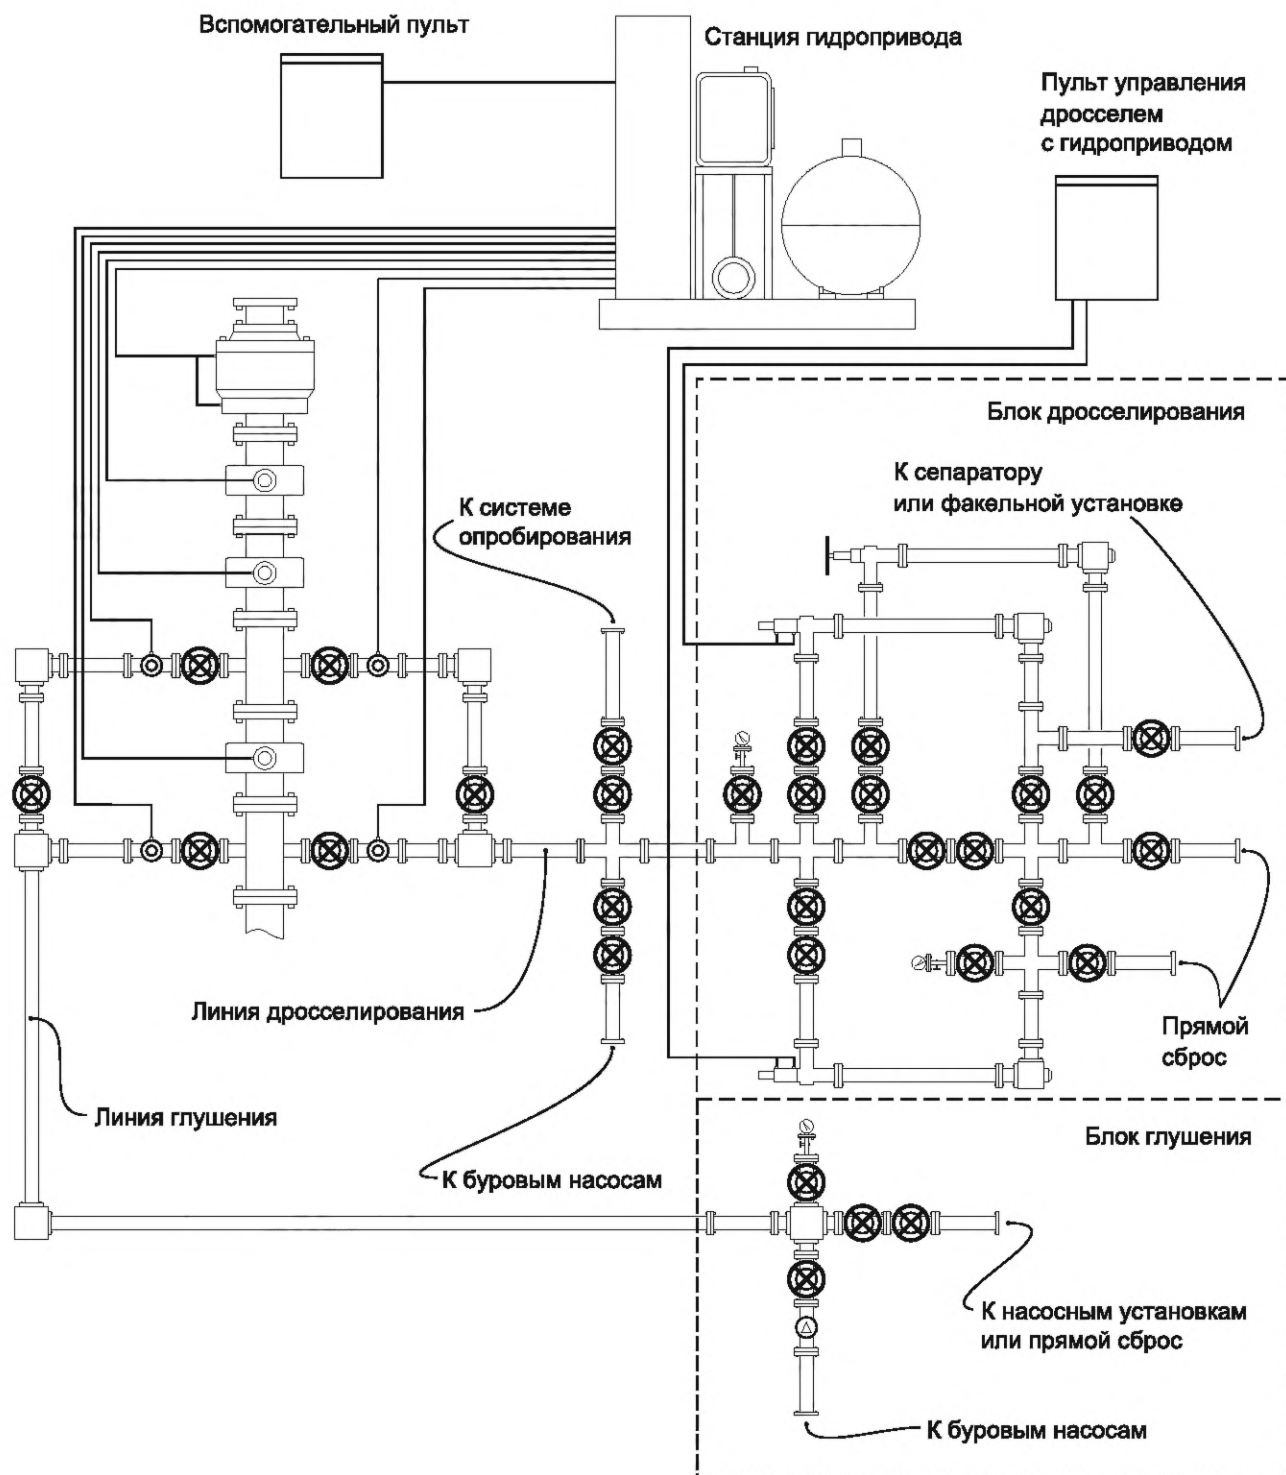 Вспомогательный пульт
Станция гидропривода
Пульт управления
дросселем
с гидроприводом
Блок дросселирования
К сепаратору
или факельной установке
К системе
опробирования
Линия дросселирования
Прямой
сброс
Линия глушения
Блок глушения
К буровым насосам
К насосным установкам
или прямой сброс
К буровым насосам